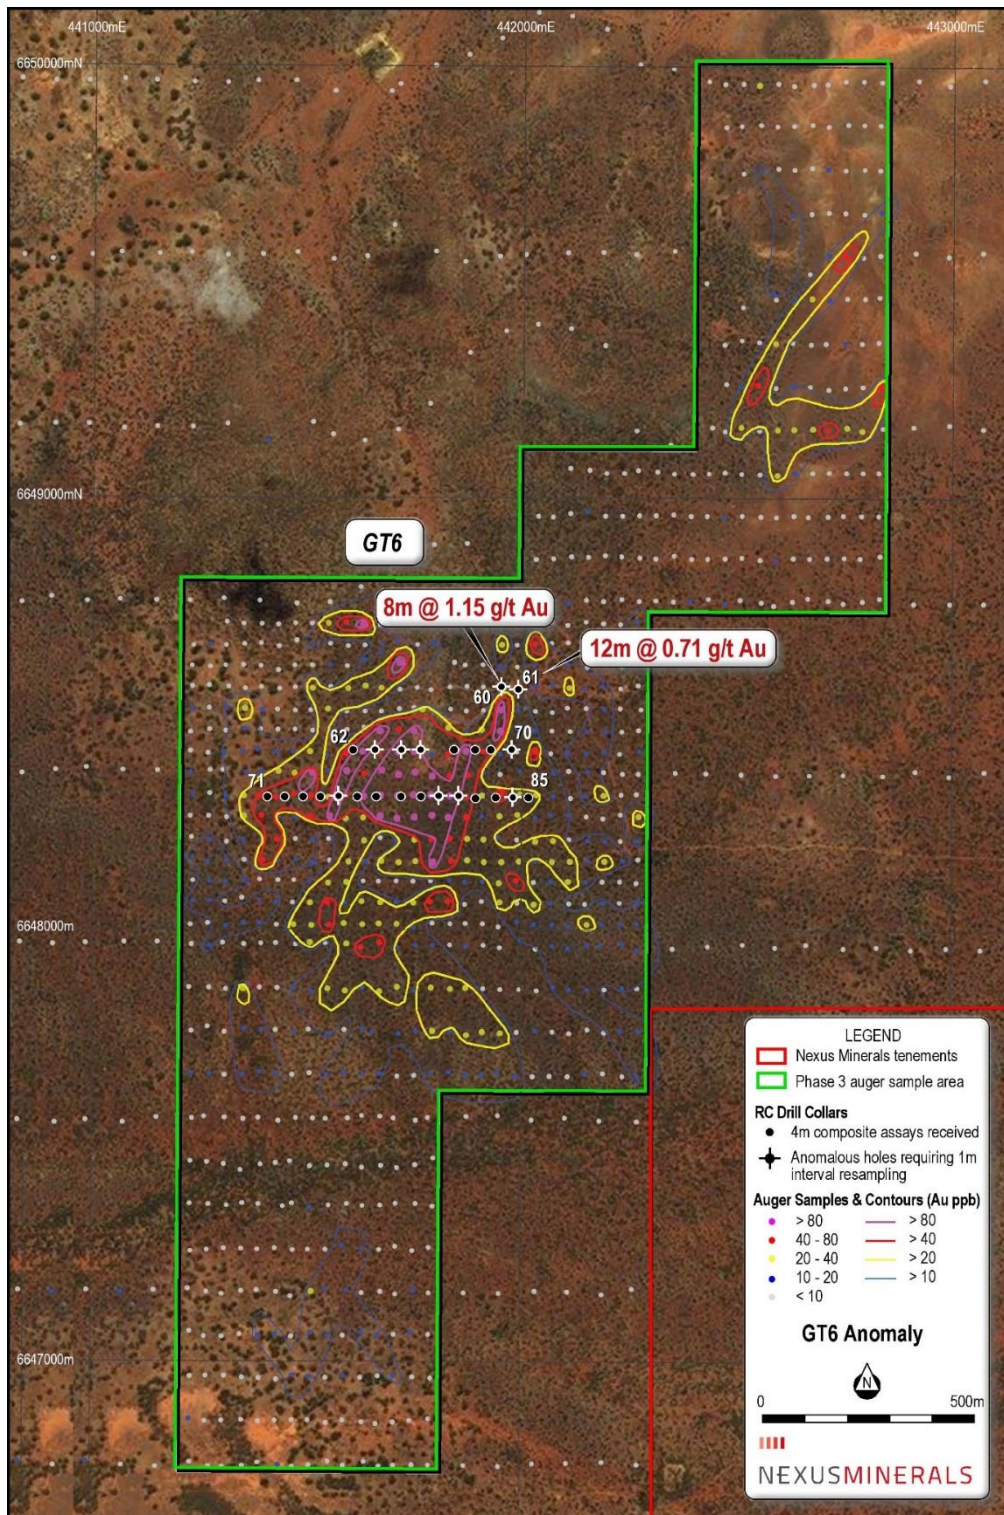 441000mE
442000mE
443000mE
6650000mN
6649000mN
GT6
8m @ 1.15 g/t Au
12m @ 0.71 g/t Au
61
60
62
70
71
85
6648000m
6647000m
LEGEND
Nexus Minerals tenements
Phase 3 auger sample area
RC Drill Collars
4m composite assays received
Anomalous holes requiring 1m
interval resampling
Auger Samples & Contours (Au ppb)
> 80 > 80
40 - 80 > 40
20 - 40 > 20
10 - 20 > 10
< 10
GT6 Anomaly
N
0 500m
NEXUSMINERALS